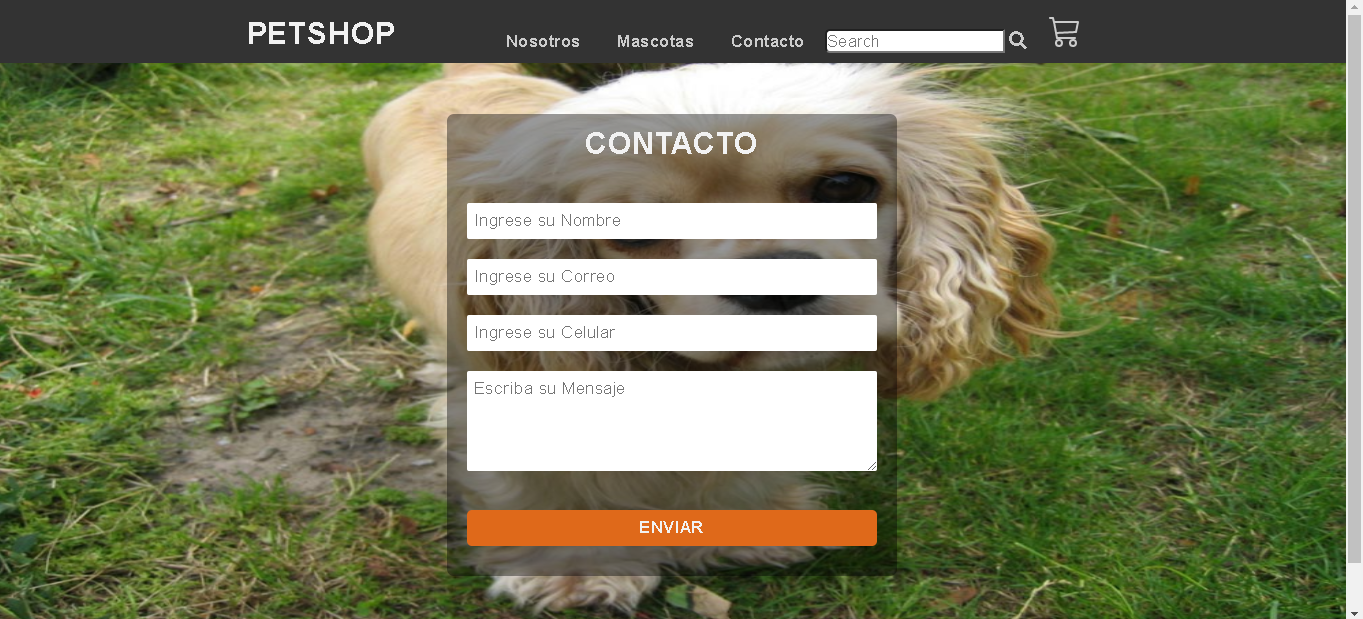 PETSHOP
Nosotros Mascotas Contacto Search
CONTACTO
Ingrese su Nombre
Ingrese su Correo
Ingrese su Celular
Escriba su Mensaje
ENVIAR